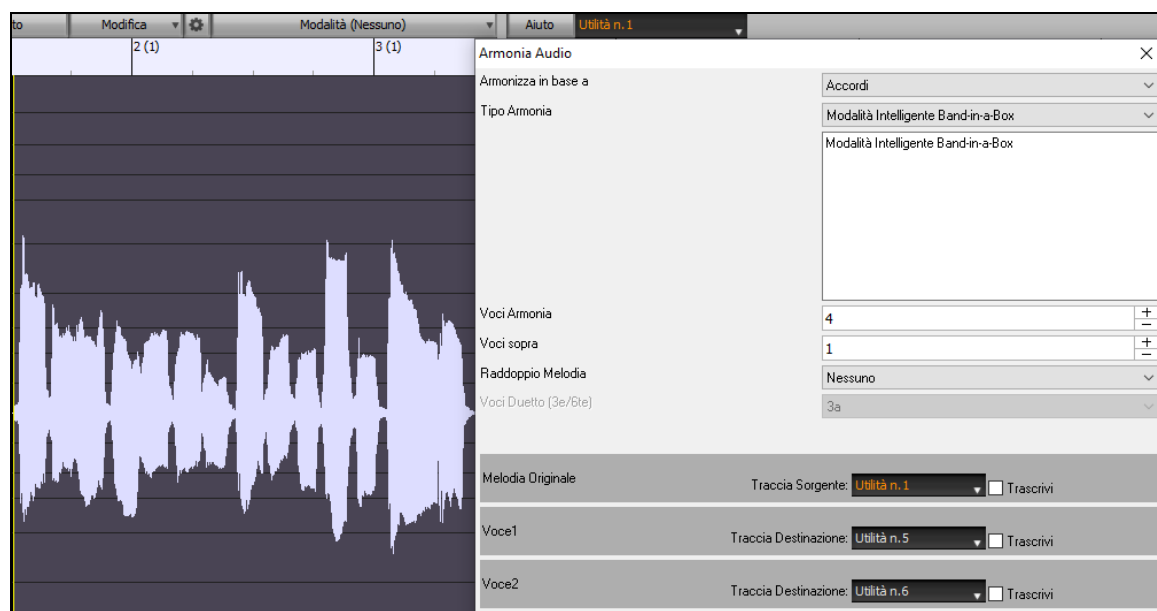 to Modifica Modalità (Nessuno) Aiuto Utilità n.1
2 (1) 3 (1)
Armonia Audio
Armonizza in base a Accordi
Tipo Armonia Modalità Intelligente Band-in-a-Box
Modalità Intelligente Band-in-a-Box
Voci Armonia 4
Voci sopra 1
Raddoppio Melodia Nessuno
Voci Duetto (3e/6te) 3a
Melodia Originale Traccia Sorgente: Utilità n.1 Trascrivi
Voce1 Traccia Destinazione: Utilità n.5 Trascrivi
Voce2 Traccia Destinazione: Utilità n.6 Trascrivi